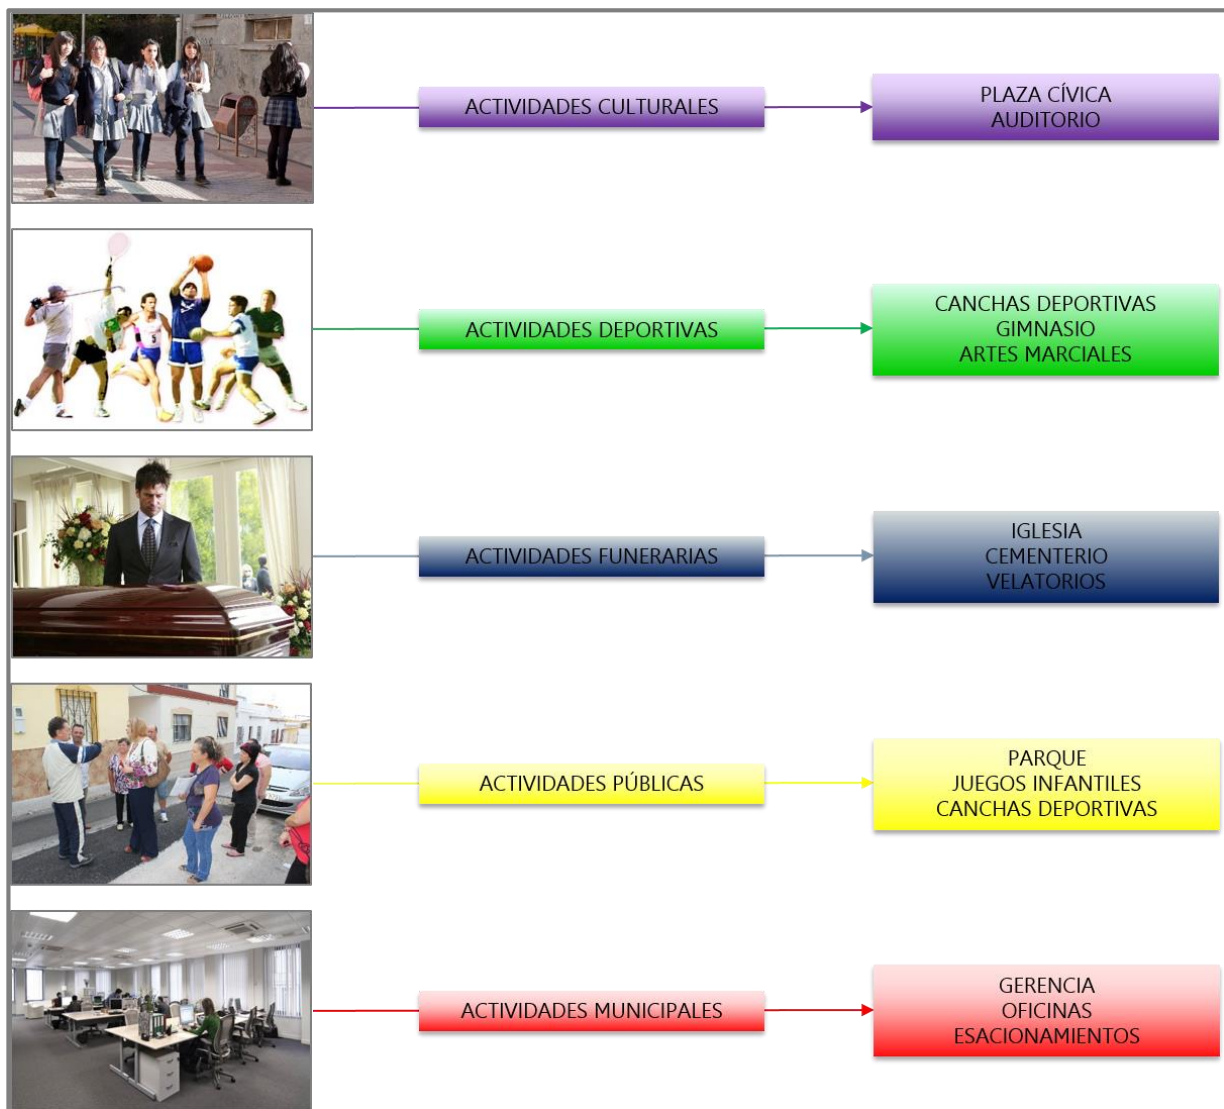 ACTIVIDADES CULTURALES
PLAZA CÍVICA
AUDITORIO
ACTIVIDADES DEPORTIVAS
CANCHAS DEPORTIVAS
GIMNASIO
ARTES MARCIALES
ACTIVIDADES FUNERARIAS
IGLESIA
CEMENTERIO
VELATORIOS
ACTIVIDADES PÚBLICAS
PARQUE
JUEGOS INFANTILES
CANCHAS DEPORTIVAS
ACTIVIDADES MUNICIPALES
GERENCIA
OFICINAS
ESACIONAMIENTOS